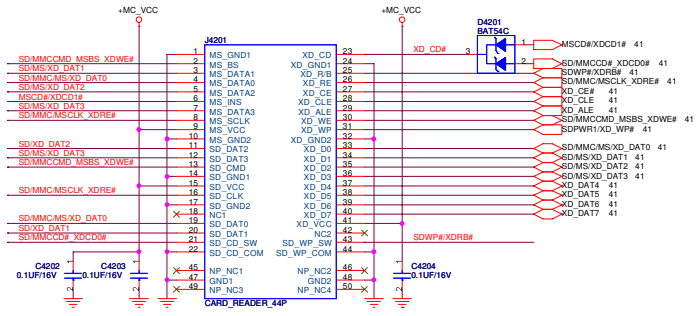 +MC_VCC +MC_VCC
J4201 D4201
BAT54C
SD/MMCCMD_MSBS_XDWE# 1 MS_GND1 XD_CD 23 XD_CD# 3 1 MSCD#/XDCD1# 41
SD/MS/XD_DAT1 2 MS_BS XD_GND1 24 2 SD/MMCCD#_XDCD0# 41
SD/MMC/MS/XD_DAT0 3 MS_DATA1 XD_R/B 25 SDWP#/XDRB# 41
SD/MS/XD_DAT2 4 MS_DATA0 XD_RE 26 SD/MMC/MSCLK_XDRE# 41
MSCD#/XDCD1# 5 MS_DATA2 XD_CE 27 XD_CE# 41
SD/MS/XD_DAT3 6 MS_INS XD_CLE 28 XD_CLE 41
SD/MMC/MSCLK_XDRE# 7 MS_DATA3 XD_ALE 29 XD_ALE 41
8 MS_SCLK XD_WE 30 SD/MMCCMD_MSBS_XDWE# 41
9 MS_VCC XD_WP 31 SDPWR1/XD_WP# 41
10 MS_GND2 XD_GND2 32
SD/XD_DAT2 11 SD_DAT2 XD_D0 33 SD/MMC/MS/XD_DAT0 41
SD/MS/XD_DAT3 12 SD_DAT3 XD_D1 34 SD/MS/XD_DAT1 41
SD/MMCCMD_MSBS_XDWE# 13 SD_CMD XD_D2 35 SD/MS/XD_DAT2 41
14 SD_GND1 XD_D3 36 SD/MS/XD_DAT3 41
15 SD_VCC XD_D4 37 XD_DAT4 41
SD/MMC/MSCLK_XDRE# 16 SD_CLK XD_D5 38 XD_DAT5 41
17 SD_GND2 XD_D6 39 XD_DAT6 41
18 NC1 XD_D7 40 XD_DAT7 41
SD/MMC/MS/XD_DAT0 19 SD_DAT0 XD_VCC 41
SD/XD_DAT1 20 SD_DAT1 NC2 42
SD/MMCCD#_XDCD0# 21 SD_CD_SW SD_WP_SW 43 SDWP#/XDRB#
22 SD_CD_COM SD_WP_COM 44
C4202 0.1UF/16V C4203 0.1UF/16V 45 NP_NC1 NP_NC2 46 C4204 0.1UF/16V
47 GND1 GND2 48
49 NP_NC3 NP_NC4 50
CARD_READER_44P